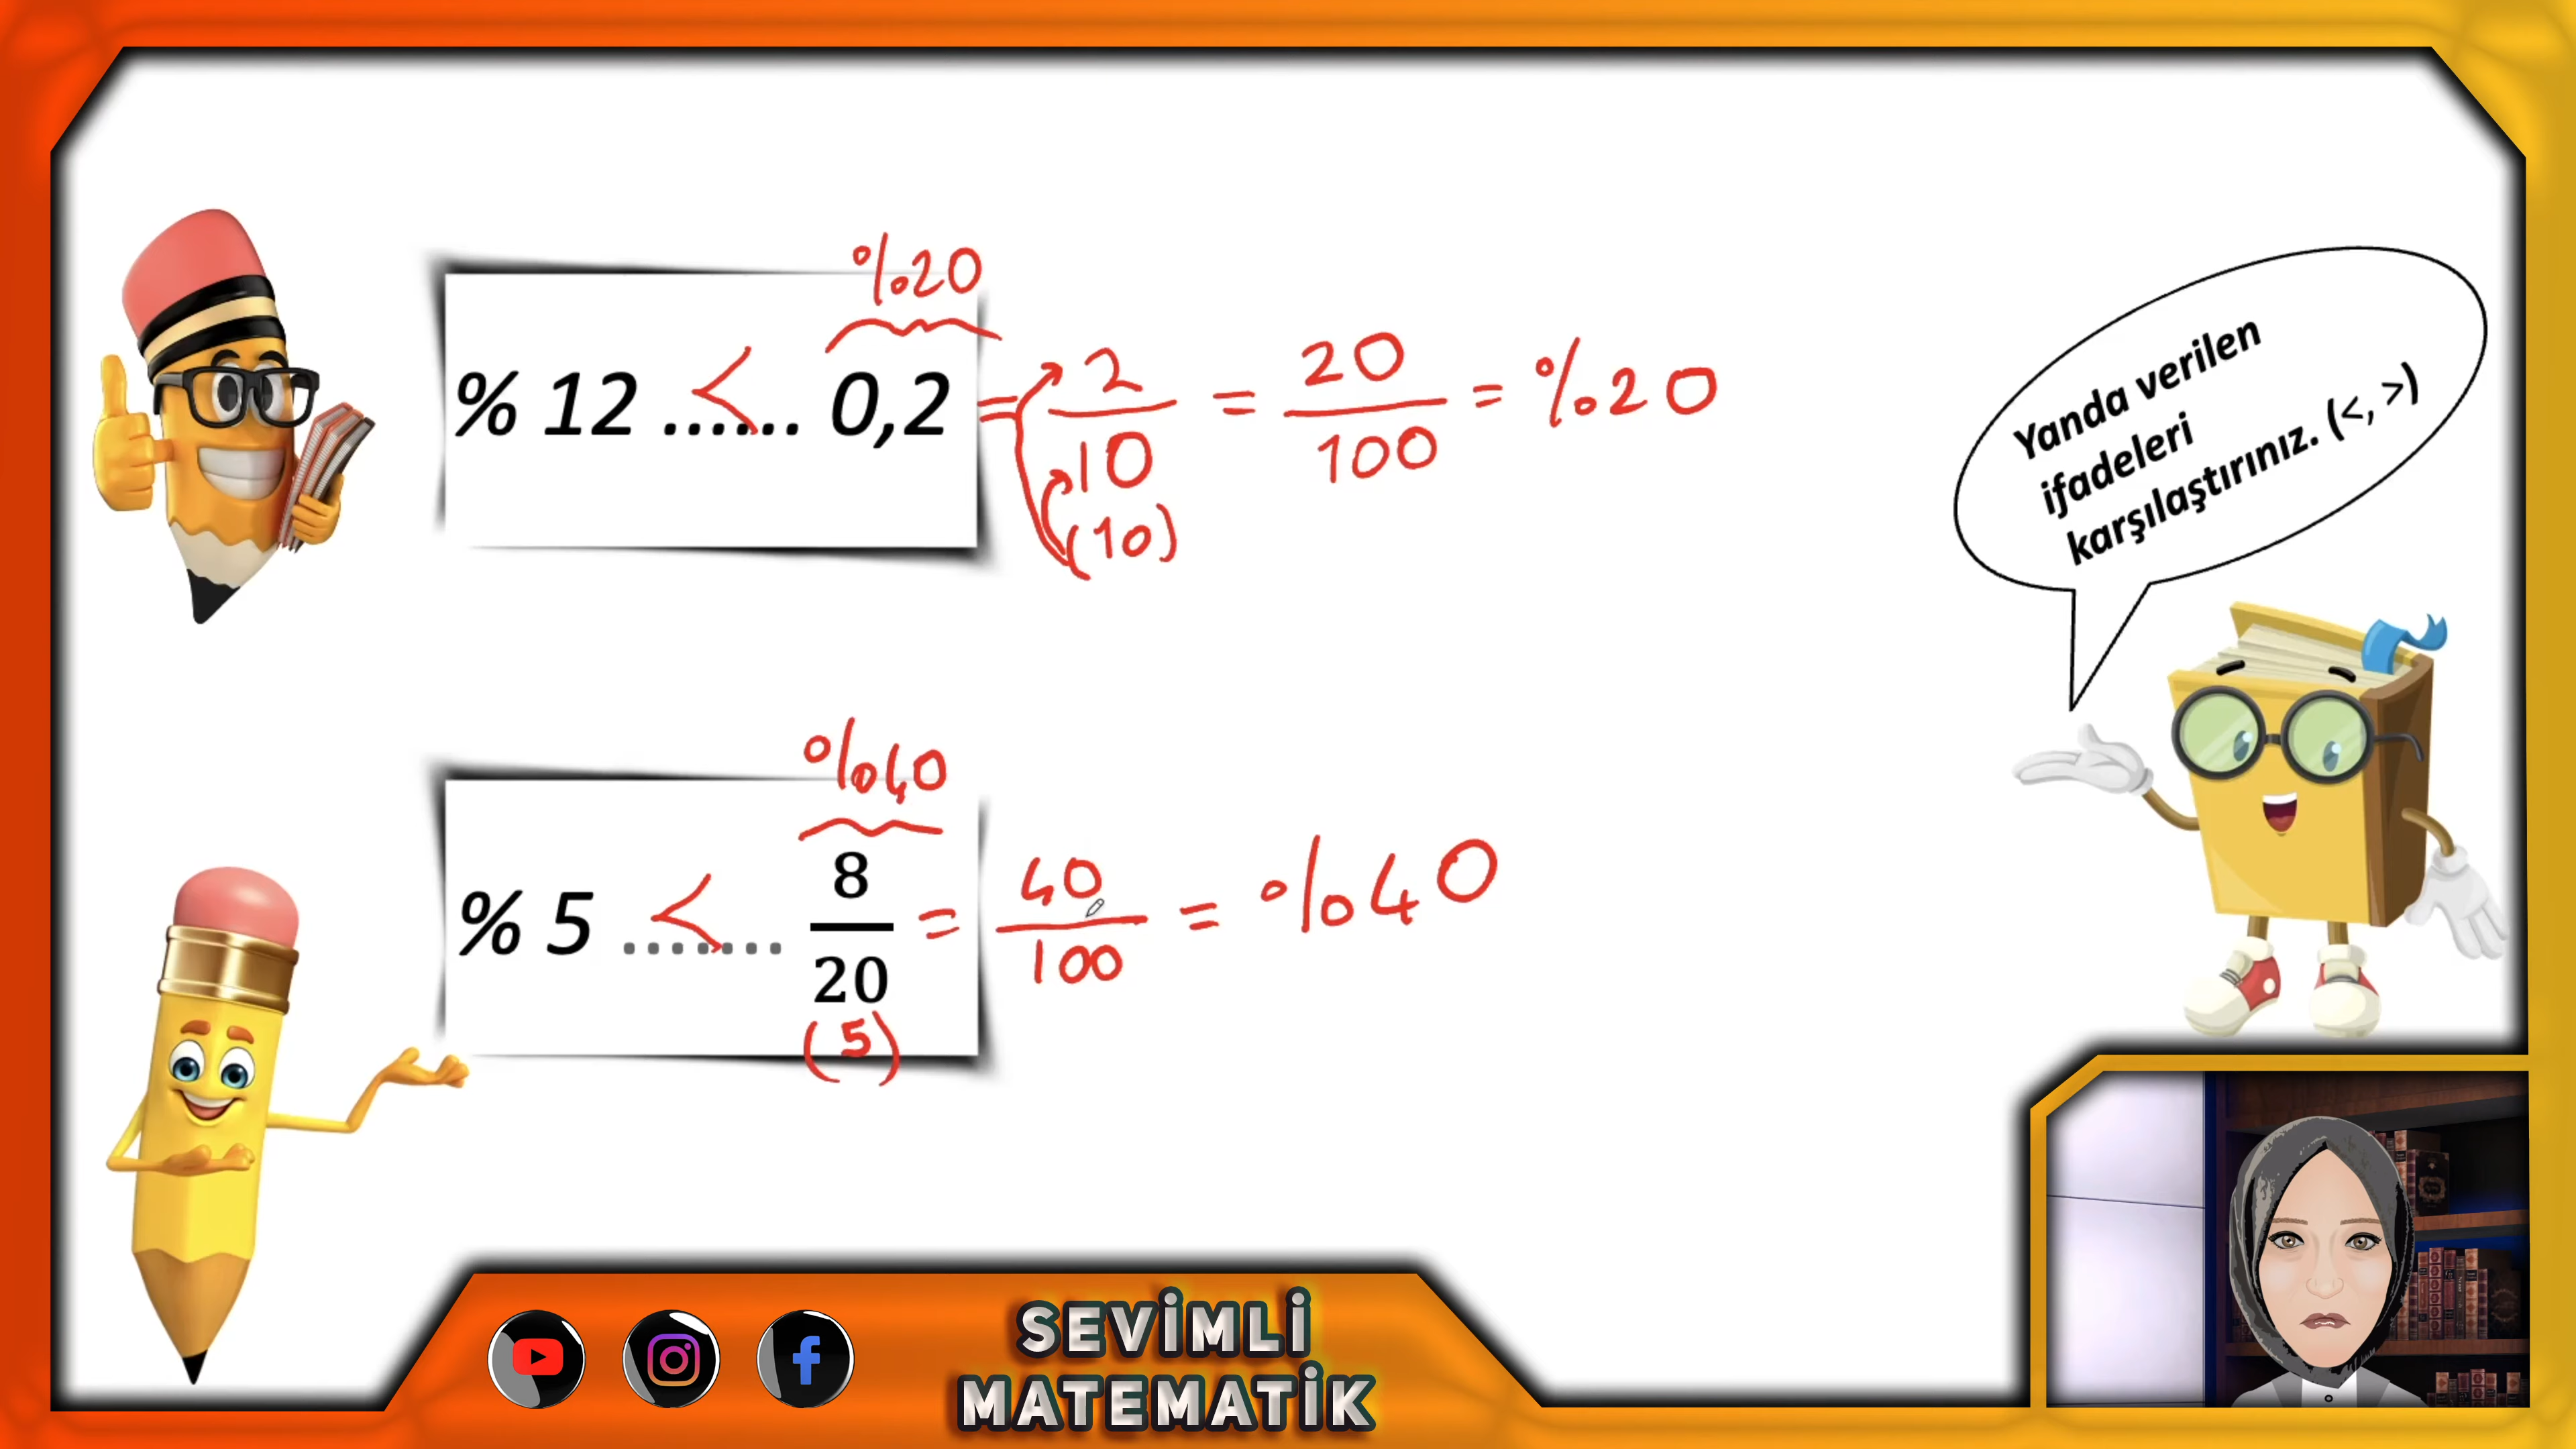 %20
% 12 ...<... 0,2 = 2/10 = 20/100 = %20
(10)
Yanda verilen
ifadeleri
karşılaştırınız. (<, >)
%40
% 5 ...<... 8/20 = 40/100 = %40
(5)
SEVİMLİ
MATEMATİK